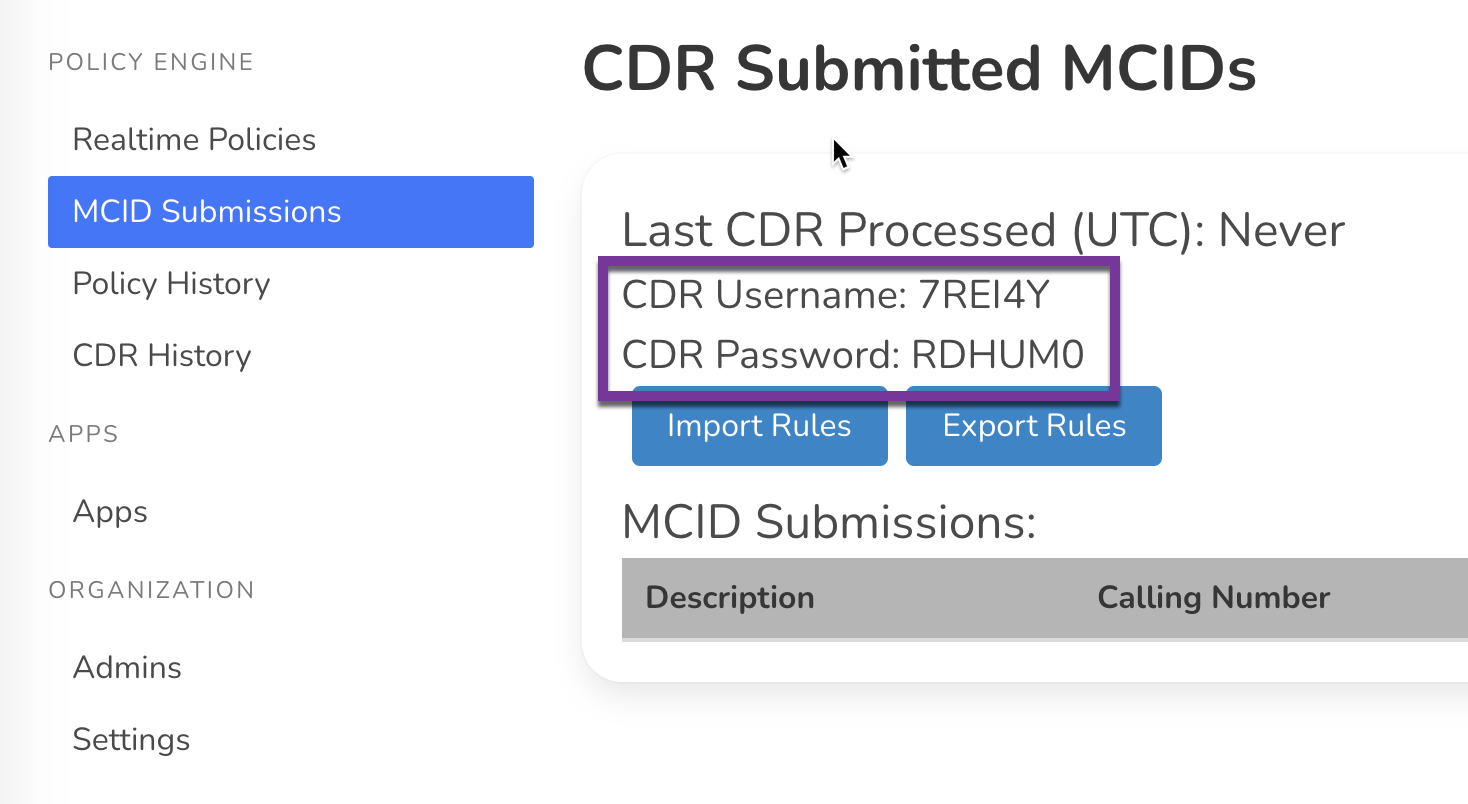 POLICY ENGINE
Realtime Policies
MCID Submissions
Policy History
CDR History
APPS
Apps
ORGANIZATION
Admins
Settings
CDR Submitted MCIDs
Last CDR Processed (UTC): Never
CDR Username: 7REI4Y
CDR Password: RDHUM0
Import Rules Export Rules
MCID Submissions:
Description Calling Number